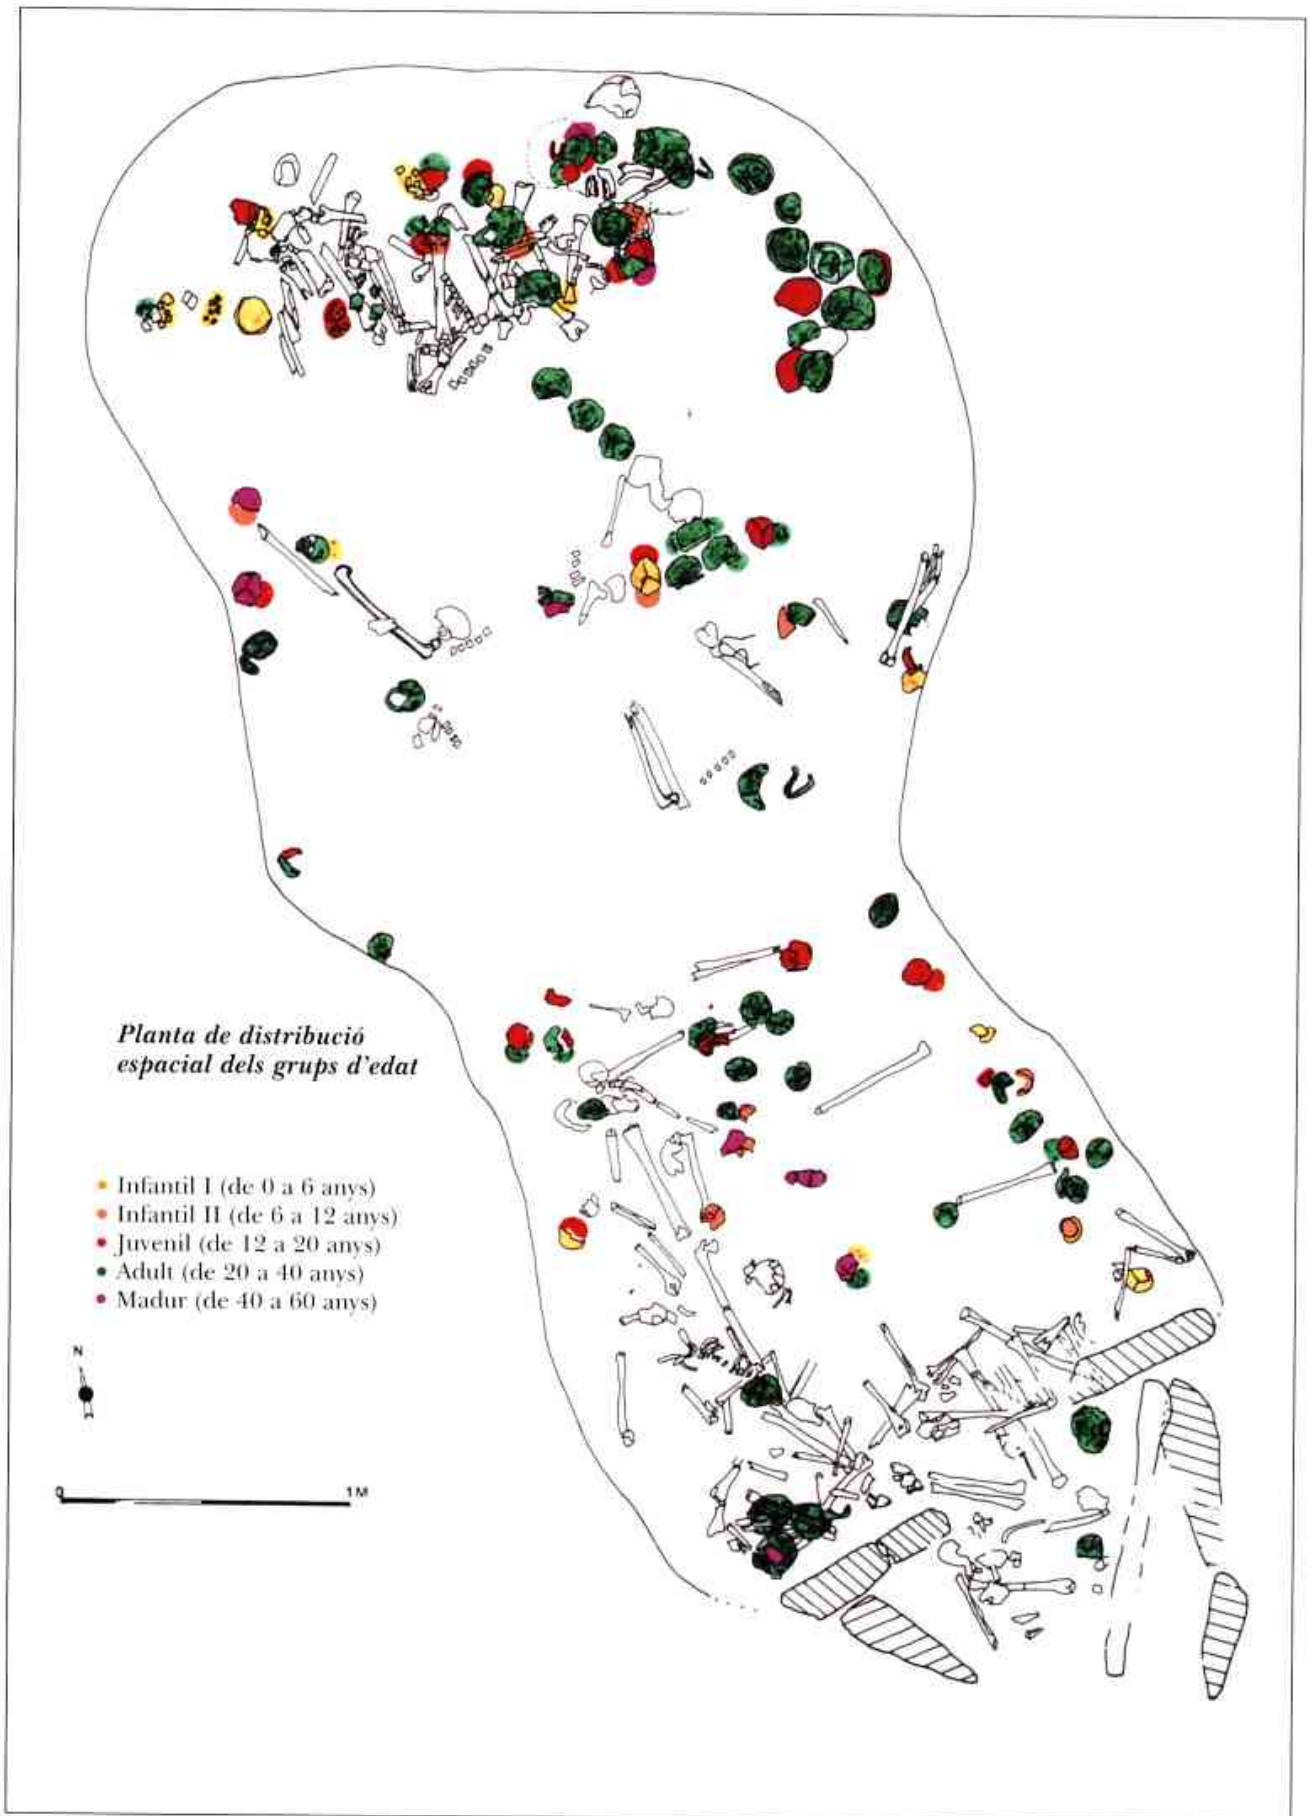 Planta de distribució
espacial dels grups d'edat
Infantil I (de 0 a 6 anys)
Infantil II (de 6 a 12 anys)
Juvenil (de 12 a 20 anys)
Adult (de 20 a 40 anys)
Madur (de 40 a 60 anys)
N
0 1M